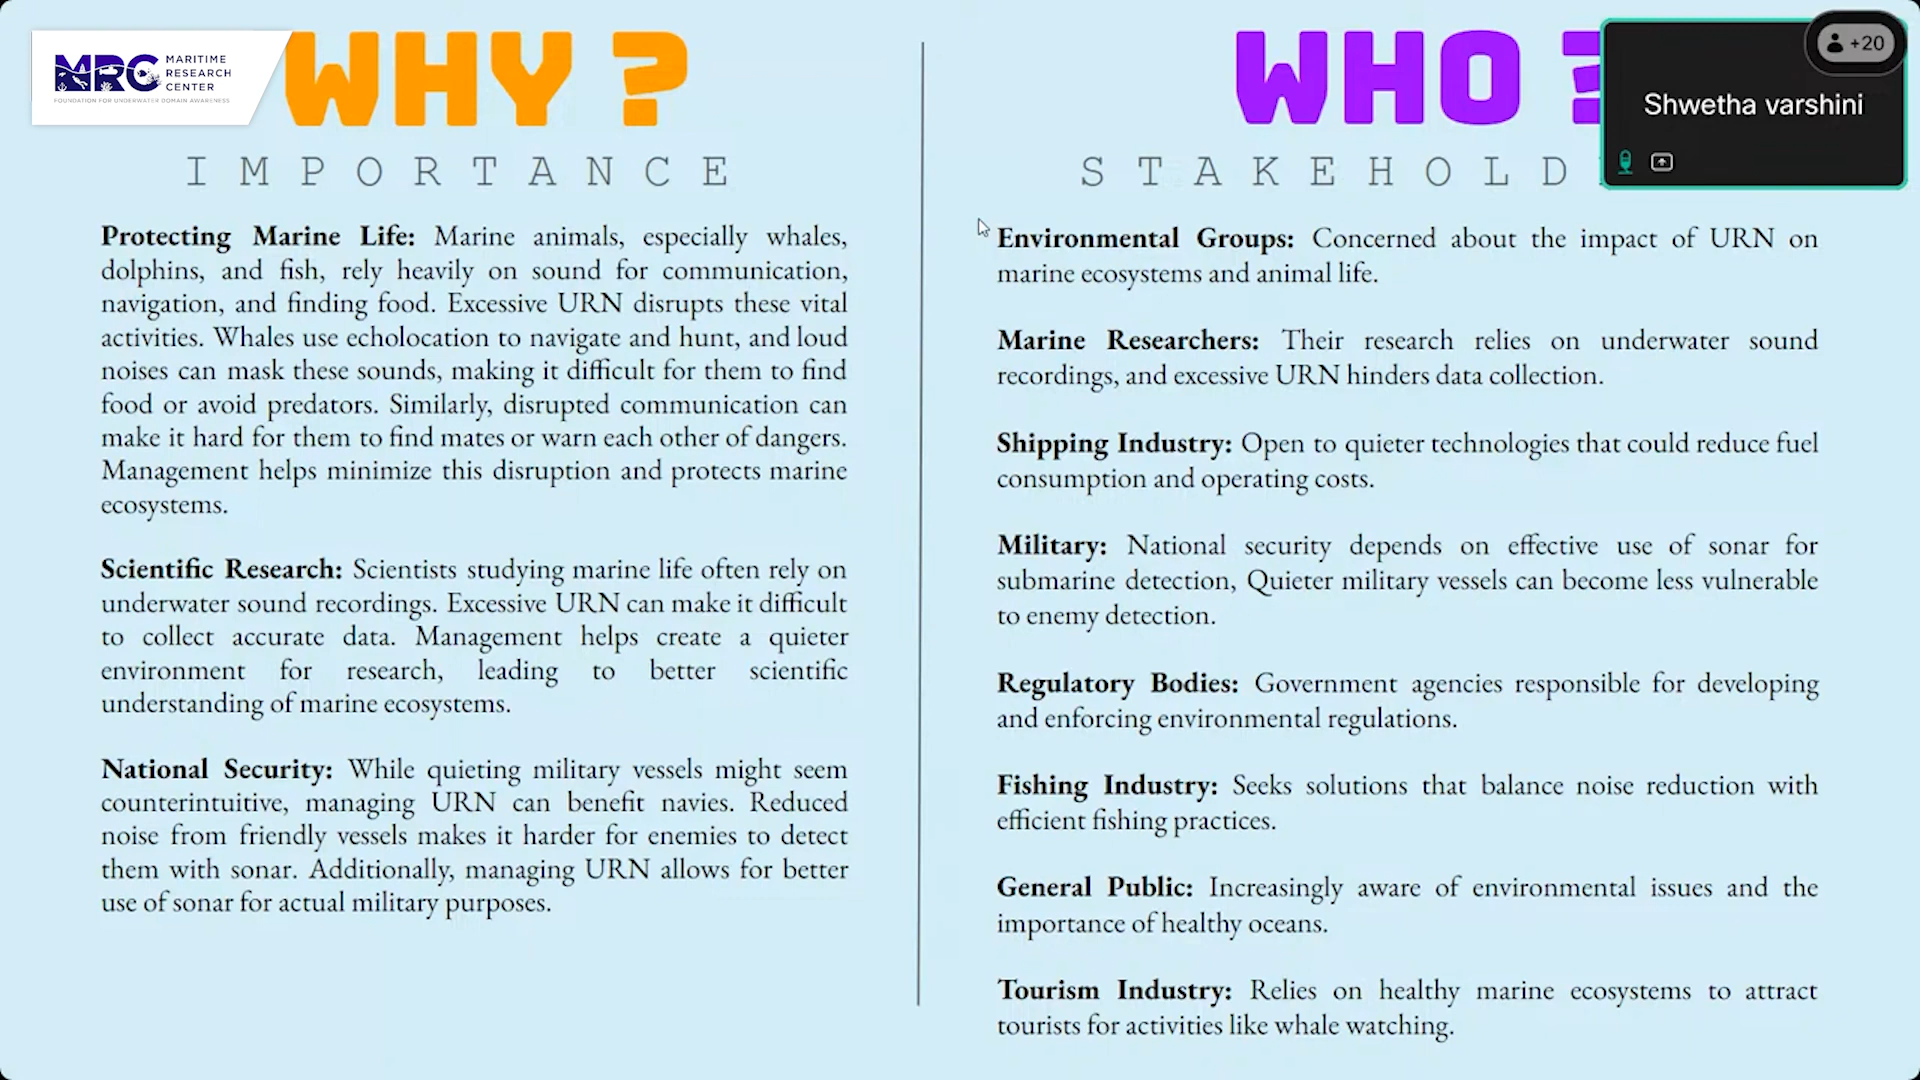 MRC
MARITIME
RESEARCH
CENTER
FOUNDATION FOR UNDERWATER DOMAIN AWARENESS
WHY ?
IMPORTANCE
Protecting Marine Life: Marine animals, especially whales,
dolphins, and fish, rely heavily on sound for communication,
navigation, and finding food. Excessive URN disrupts these vital
activities. Whales use echolocation to navigate and hunt, and loud
noises can mask these sounds, making it difficult for them to find
food or avoid predators. Similarly, disrupted communication can
make it hard for them to find mates or warn each other of dangers.
Management helps minimize this disruption and protects marine
ecosystems.
Scientific Research: Scientists studying marine life often rely on
underwater sound recordings. Excessive URN can make it difficult
to collect accurate data. Management helps create a quieter
environment for research, leading to better scientific
understanding of marine ecosystems.
National Security: While quieting military vessels might seem
counterintuitive, managing URN can benefit navies. Reduced
noise from friendly vessels makes it harder for enemies to detect
them with sonar. Additionally, managing URN allows for better
use of sonar for actual military purposes.
WHO ?
STAKEHOLD
Environmental Groups: Concerned about the impact of URN on
marine ecosystems and animal life.
Marine Researchers: Their research relies on underwater sound
recordings, and excessive URN hinders data collection.
Shipping Industry: Open to quieter technologies that could reduce fuel
consumption and operating costs.
Military: National security depends on effective use of sonar for
submarine detection, Quieter military vessels can become less vulnerable
to enemy detection.
Regulatory Bodies: Government agencies responsible for developing
and enforcing environmental regulations.
Fishing Industry: Seeks solutions that balance noise reduction with
efficient fishing practices.
General Public: Increasingly aware of environmental issues and the
importance of healthy oceans.
Tourism Industry: Relies on healthy marine ecosystems to attract
tourists for activities like whale watching.
+20
Shwetha varshini